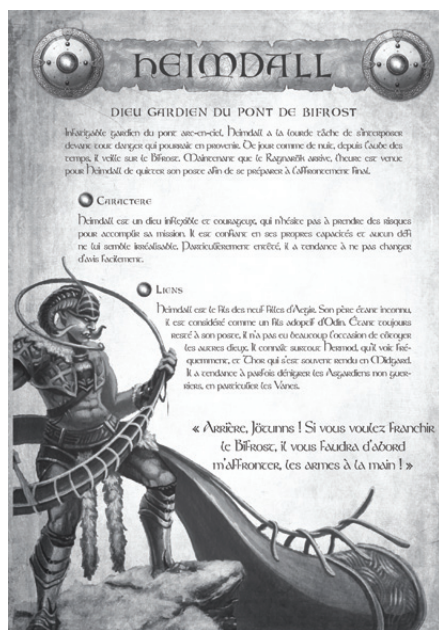 HEIMDALL
DIEU GARDIEN DU PONT DE BIFROST
Infatigable gardien du pont arc-en-ciel, Heimdall a la lourde tâche de s'interposer
devant tout danger qui pourrait en provenir. De jour comme de nuit, depuis l'aube des
temps, il veille sur le Bifrost. Maintenant que le Ragnarök arrive, l'heure est venue
pour Heimdall de quitter son poste afin de se préparer à l'affrontement final.
CARACTERE
Heimdall est un dieu inflexible et courageux, qui n'hésite pas à prendre des risques
pour accomplir sa mission. Il est confiant en ses propres capacités et aucun défi
ne lui semble irréalisable. Particulièrement entêté, il a tendance à ne pas changer
d'avis facilement.
LIENS
Heimdall est le fils des neuf filles d'Aegir. Son père étant inconnu,
il est considéré comme un fils adoptif d'Odin. Étant toujours
resté à son poste, il n'a pas eu beaucoup l'occasion de côtoyer
les autres dieux. Il connaît surtout Hermod, qu'il voit fré-
quemment, et Thor qui s'est souvent rendu en Midgard.
Il a tendance à parfois dénigrer les Asgardiens non guer-
riers, en particulier les Vanes.
« Arrière, Jötunns ! Si vous voulez franchir
le Bifrost, il vous faudra d'abord
m'affronter, les armes à la main ! »